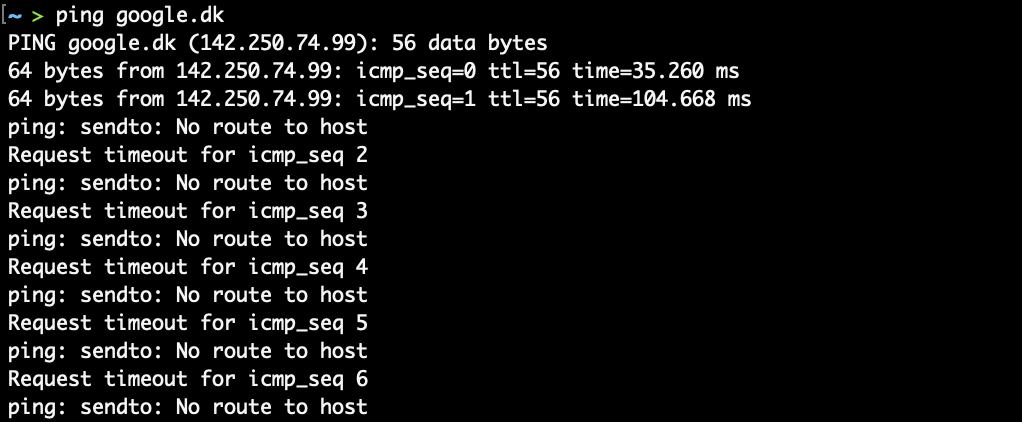 [~ > ping google.dk
PING google.dk (142.250.74.99): 56 data bytes
64 bytes from 142.250.74.99: icmp_seq=0 ttl=56 time=35.260 ms
64 bytes from 142.250.74.99: icmp_seq=1 ttl=56 time=104.668 ms
ping: sendto: No route to host
Request timeout for icmp_seq 2
ping: sendto: No route to host
Request timeout for icmp_seq 3
ping: sendto: No route to host
Request timeout for icmp_seq 4
ping: sendto: No route to host
Request timeout for icmp_seq 5
ping: sendto: No route to host
Request timeout for icmp_seq 6
ping: sendto: No route to host